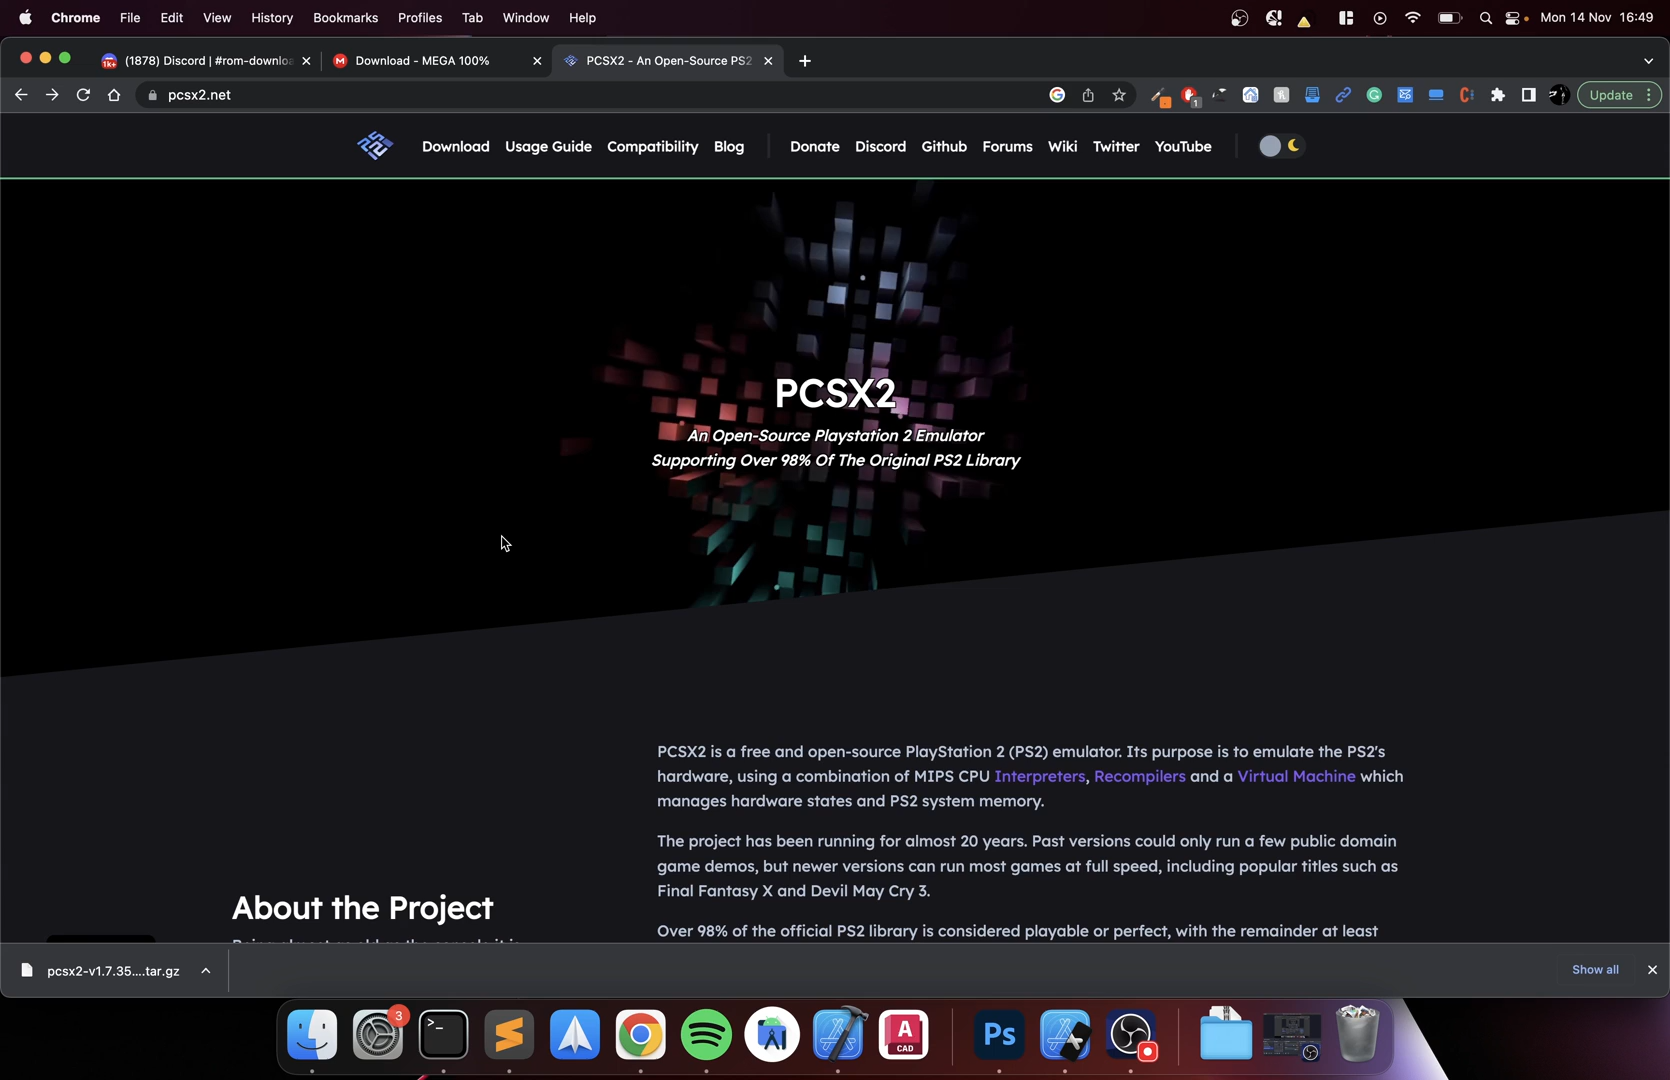 Chrome File Edit View History Bookmarks Profiles Tab Window Help Mon 14 Nov 16:49
(1878) Discord | #rom-downloa Download - MEGA 100% PCSX2 - An Open-Source PS2
pcsx2.net Update
Download Usage Guide Compatibility Blog Donate Discord Github Forums Wiki Twitter YouTube
PCSX2
An Open-Source Playstation 2 Emulator
Supporting Over 98% Of The Original PS2 Library
PCSX2 is a free and open-source PlayStation 2 (PS2) emulator. Its purpose is to emulate the PS2's
hardware, using a combination of MIPS CPU Interpreters, Recompilers and a Virtual Machine which
manages hardware states and PS2 system memory.
The project has been running for almost 20 years. Past versions could only run a few public domain
game demos, but newer versions can run most games at full speed, including popular titles such as
Final Fantasy X and Devil May Cry 3.
About the Project
Over 98% of the official PS2 library is considered playable or perfect, with the remainder at least
pcsx2-v1.7.35....tar.gz Show all
3
A
CAD
Ps